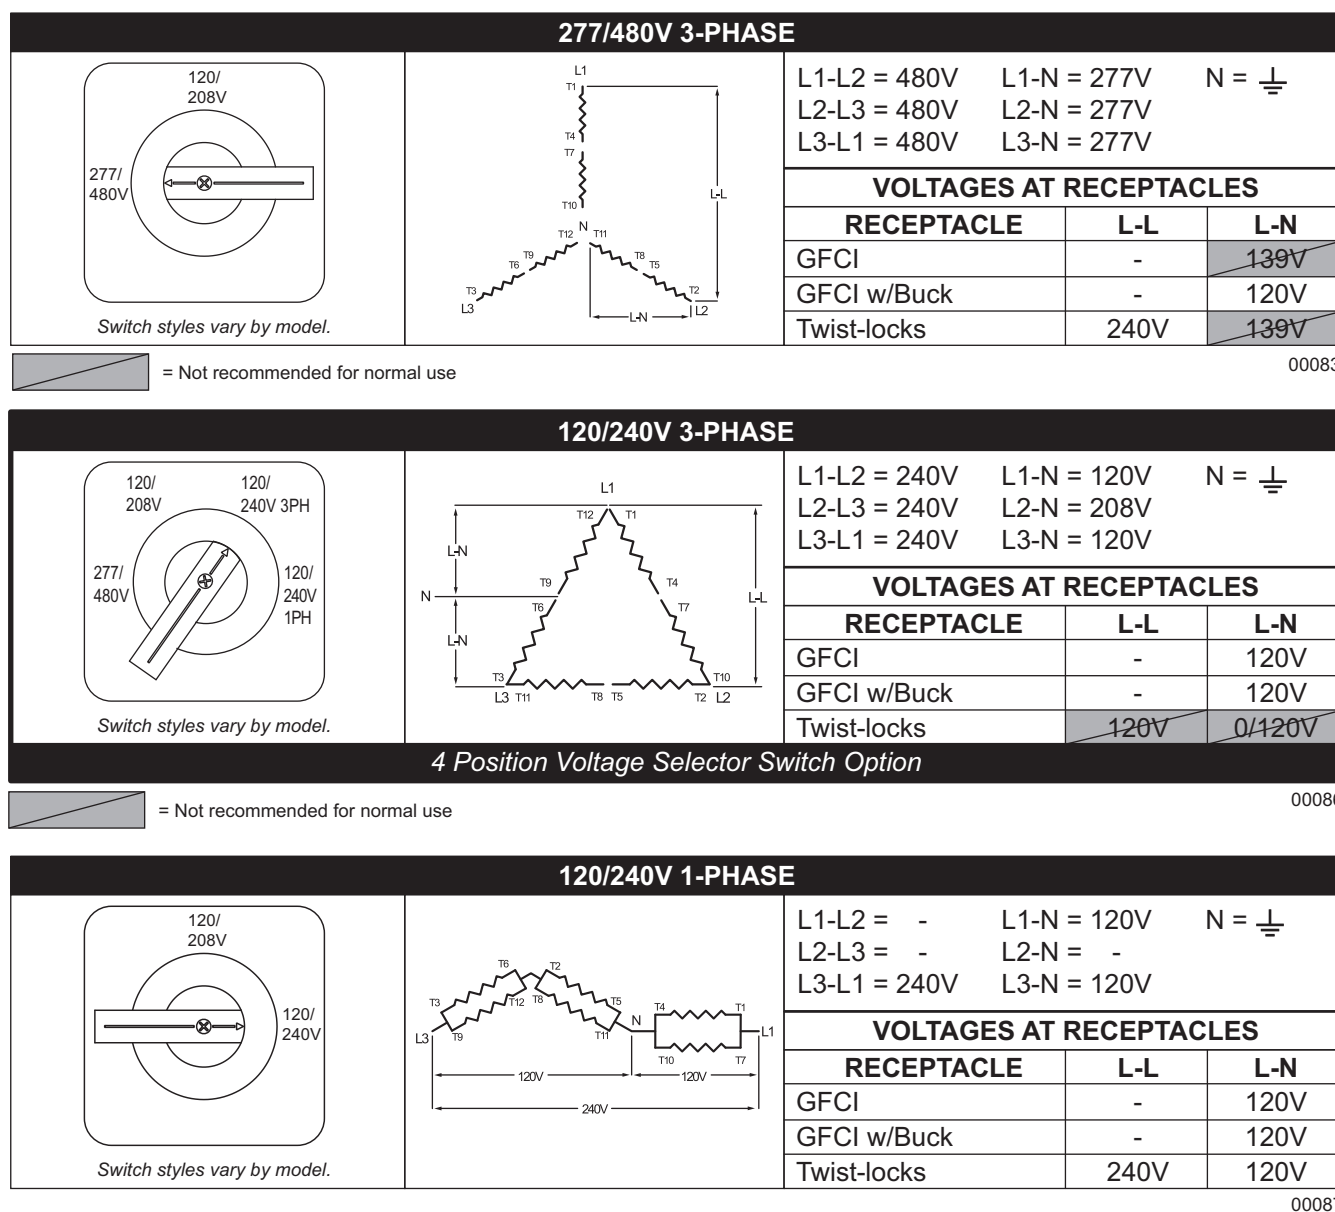 277/480V 3-PHASE
120/
208V
277/
480V
Switch styles vary by model.
L1
T1
T4
T7
T10
N
T12 T11
T9 T8
T6 T5
T3 T2
L3 L2
L-L
L-N
L1-L2 = 480V L1-N = 277V N =
L2-L3 = 480V L2-N = 277V
L3-L1 = 480V L3-N = 277V
VOLTAGES AT RECEPTACLES
RECEPTACLE L-L L-N
GFCI - 139V
GFCI w/Buck - 120V
Twist-locks 240V 139V
= Not recommended for normal use
00083
120/240V 3-PHASE
120/
208V
120/
240V 3PH
277/
480V
120/
240V
1PH
Switch styles vary by model.
L1
T12 T1
L-N
T9 T4
N
L-L
T6 T7
L-N
T3 T10
L3 T11 T8 T5 T2 L2
L1-L2 = 240V L1-N = 120V N =
L2-L3 = 240V L2-N = 208V
L3-L1 = 240V L3-N = 120V
VOLTAGES AT RECEPTACLES
RECEPTACLE L-L L-N
GFCI - 120V
GFCI w/Buck - 120V
Twist-locks 120V 0/120V
4 Position Voltage Selector Switch Option
= Not recommended for normal use
120/240V 1-PHASE
120/
208V
120/
240V
Switch styles vary by model.
T6 T2
T3 T12 T8 T5 N T4 T1
L3 T9 T11 L1
T10 T7
120V 120V
240V
L1-L2 = - L1-N = 120V N =
L2-L3 = - L2-N = -
L3-L1 = 240V L3-N = 120V
VOLTAGES AT RECEPTACLES
RECEPTACLE L-L L-N
GFCI - 120V
GFCI w/Buck - 120V
Twist-locks 240V 120V